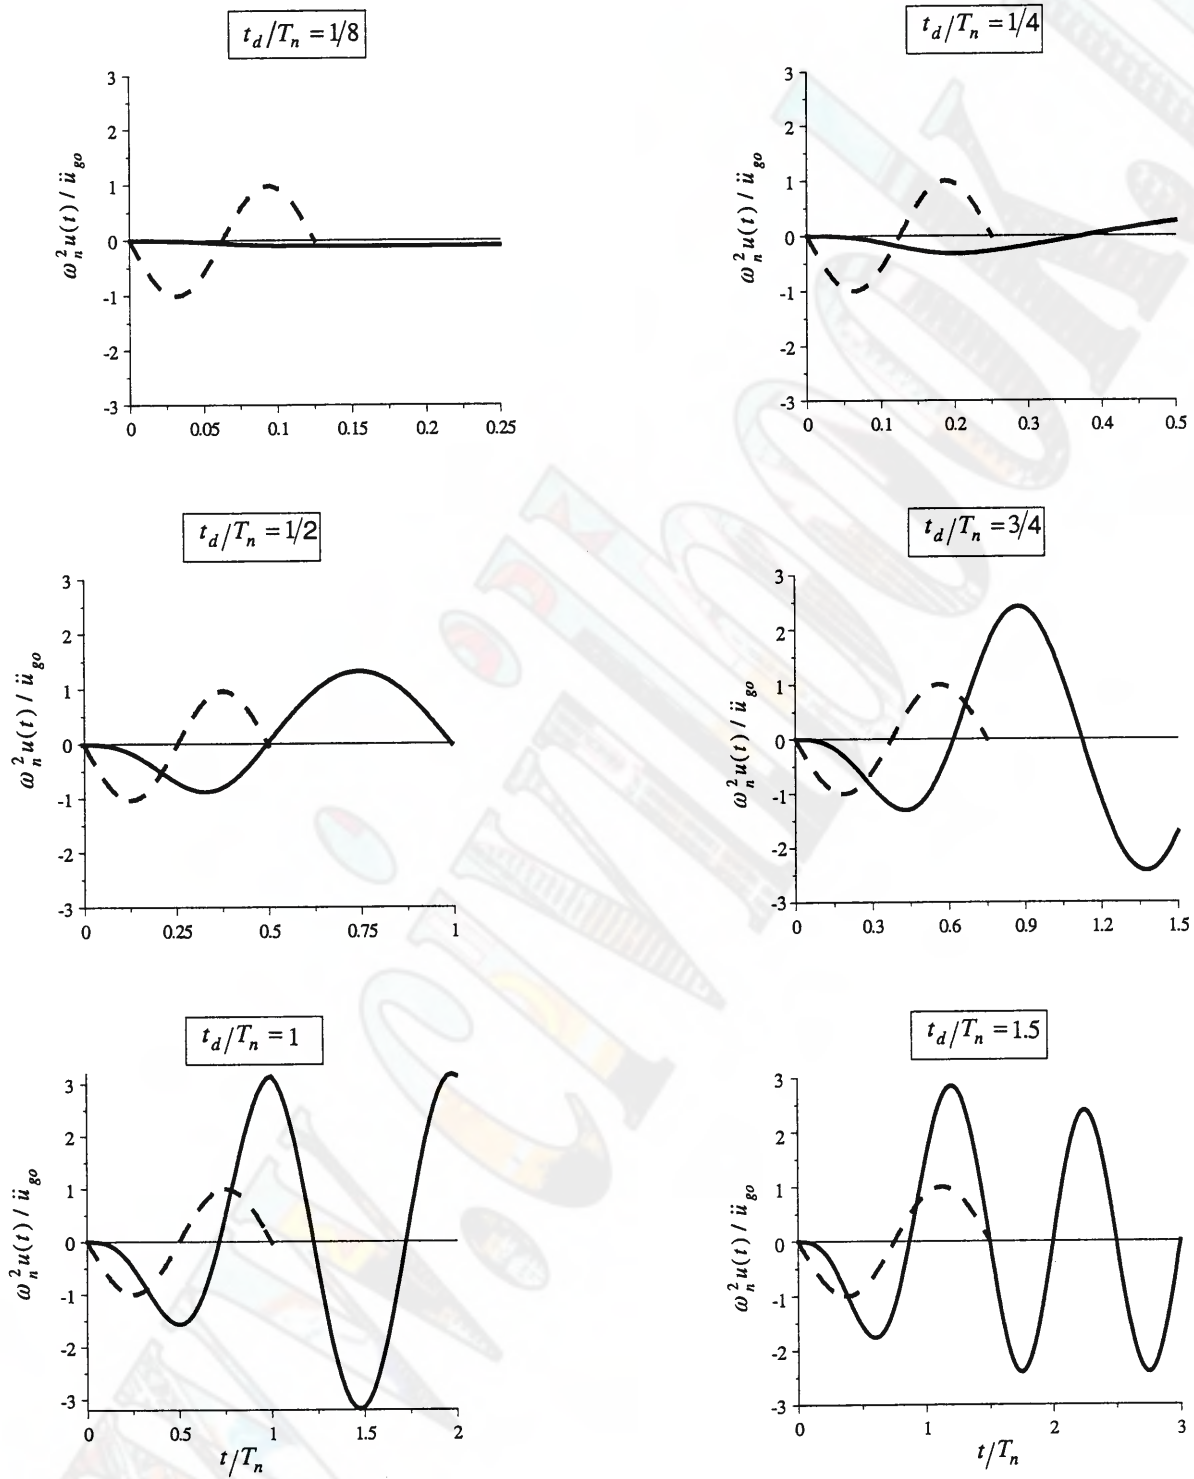 t_d/T_n = 1/8
3
2
1
0
-1
-2
-3
ω_n^2 u(t) / ü_go
0 0.05 0.1 0.15 0.2 0.25
t_d/T_n = 1/4
3
2
1
0
-1
-2
-3
ω_n^2 u(t) / ü_go
0 0.1 0.2 0.3 0.4 0.5
t_d/T_n = 1/2
3
2
1
0
-1
-2
-3
ω_n^2 u(t) / ü_go
0 0.25 0.5 0.75 1
t_d/T_n = 3/4
3
2
1
0
-1
-2
-3
ω_n^2 u(t) / ü_go
0 0.3 0.6 0.9 1.2 1.5
t_d/T_n = 1
3
2
1
0
-1
-2
-3
ω_n^2 u(t) / ü_go
0 0.5 1 1.5 2
t/T_n
t_d/T_n = 1.5
3
2
1
0
-1
-2
-3
ω_n^2 u(t) / ü_go
0 1 2 3
t/T_n